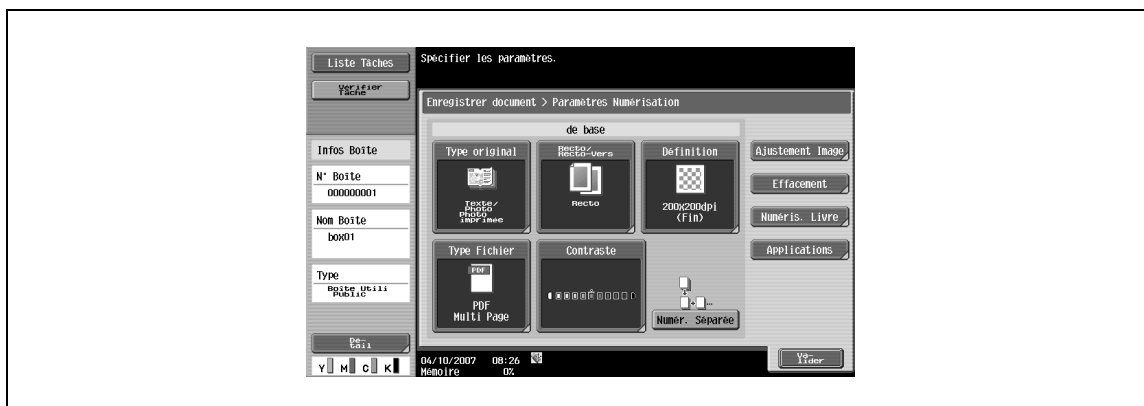 Liste Tâches
Vérifier
Tâche
Spécifier les paramètres.
Enregistrer document > Paramètres Numérisation
Infos Boîte
N° Boîte
000000001
Nom Boîte
box01
Type
Boîte Utili
Public
Dé-
tail
Y M C K
de base
Type original
Texte/
Photo
Photo
imprimée
Recto/
Recto-Vers
Recto
Définition
200X200dpi
(Fin)
Type Fichier
PDF
PDF
Multi Page
Contraste
Numér. Séparée
Ajustement Image
Effacement
Numéris. Livre
Applications
04/10/2007 08:26
Mémoire 0%
Va-
lider